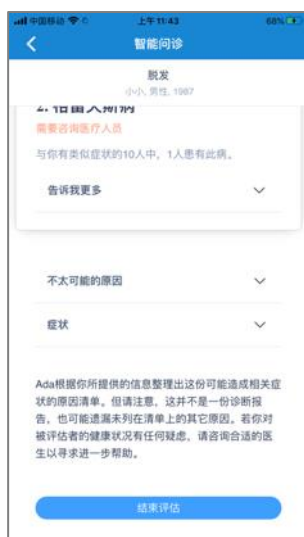 中国移动
上午11:43
68%
智能问诊
脱发
小小, 男性, 1987
2. 格雷夫斯病
需要咨询医疗人员
与你有类似症状的10人中，1人患有此病。
告诉我更多
不太可能的原因
症状
Ada根据你所提供的信息整理出这份可能造成相关症
状的原因清单。但请注意，这并不是一份诊断报
告，也可能遗漏未列在清单上的其它原因。若你对
被评估者的健康状况有任何疑虑，请咨询合适的医
生以寻求进一步帮助。
结束评估